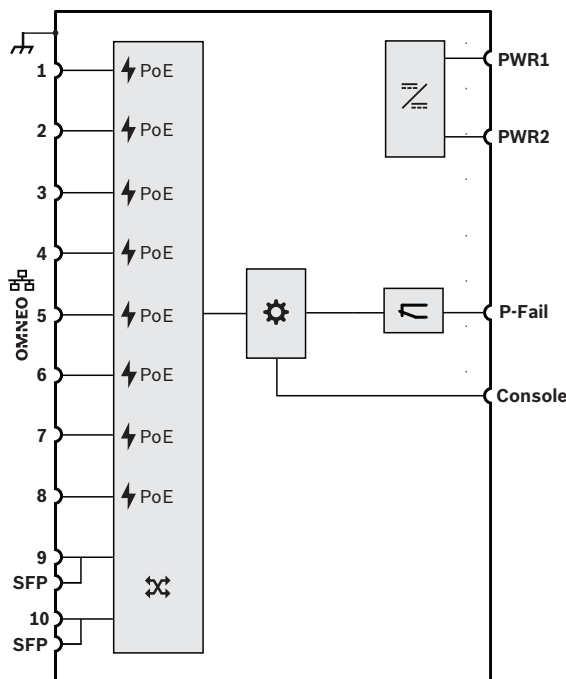 PWR1
1 PoE
2 PoE
PWR2
3 PoE
4 PoE
OMNEO
5 PoE
P-Fail
6 PoE
Console
7 PoE
8 PoE
9
SFP
10
SFP